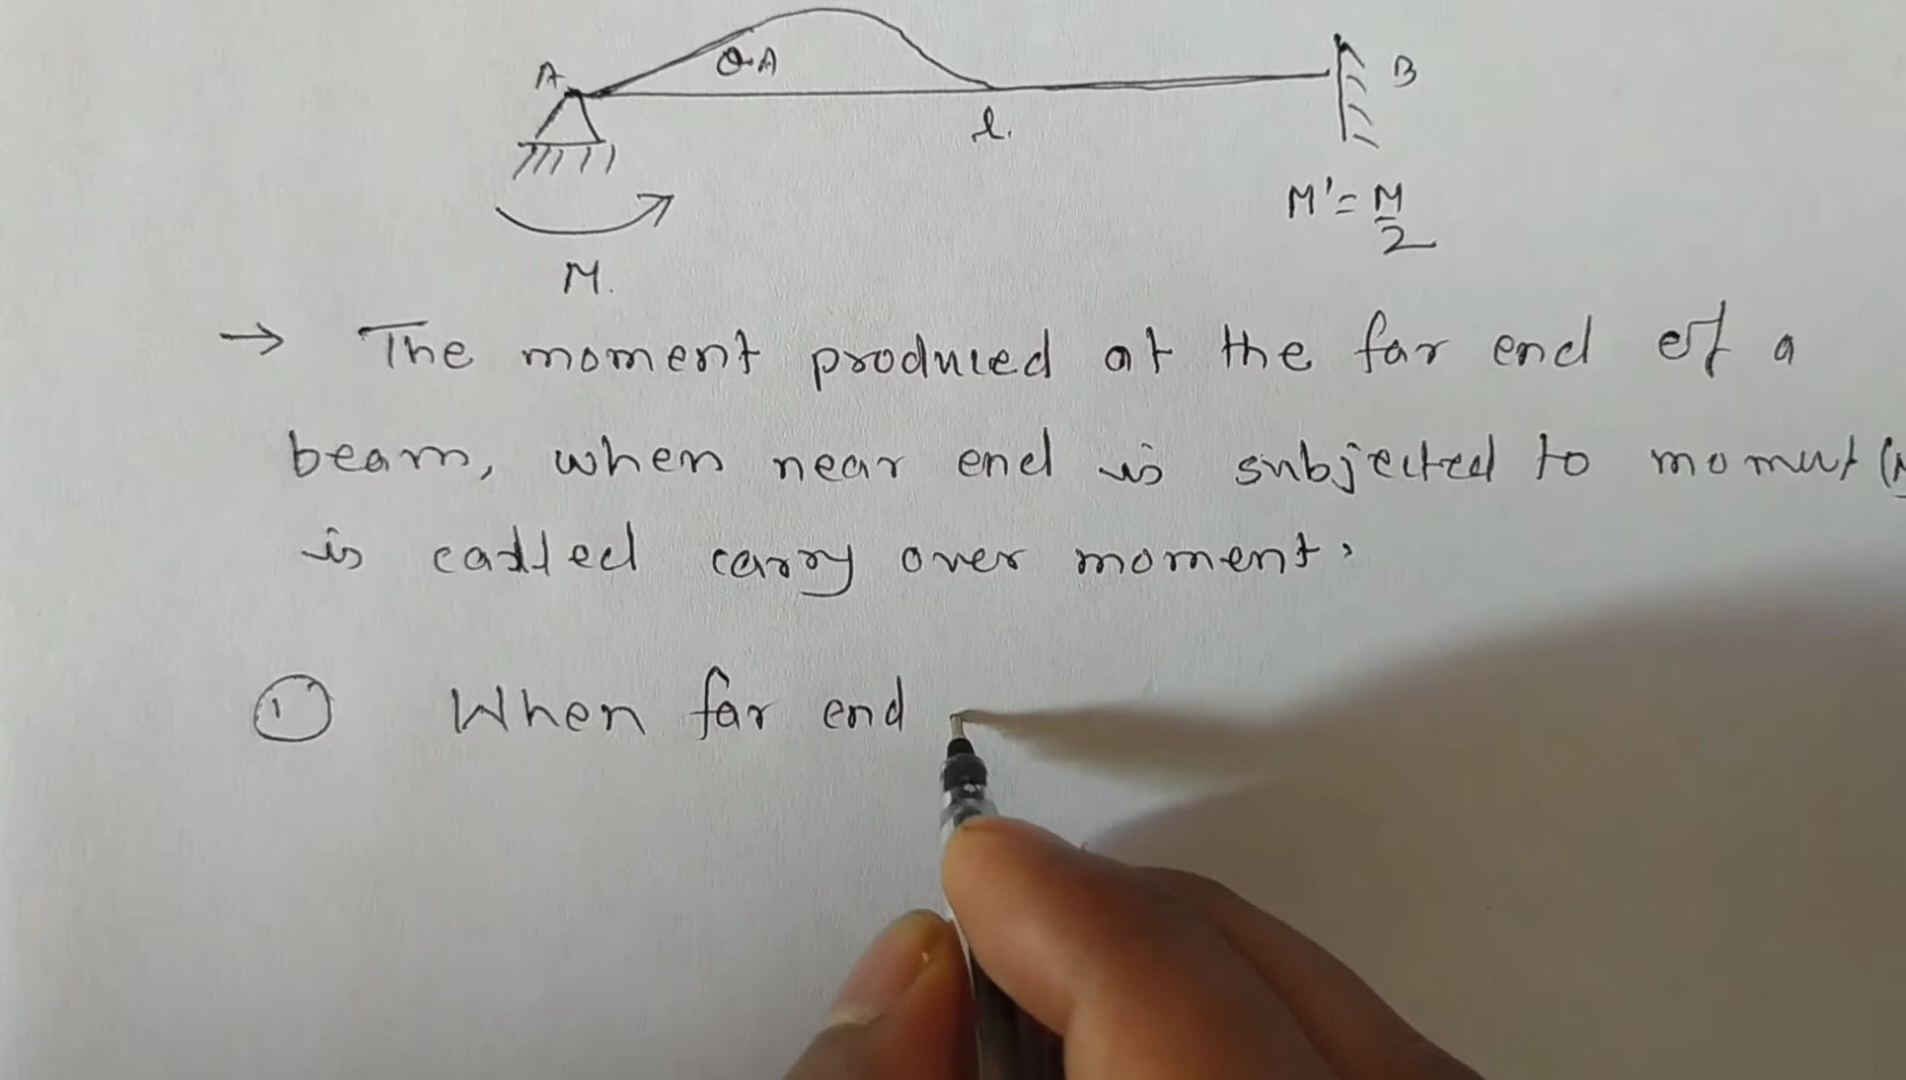 A
θA
B
l.
M' = M/2
M.
→ The moment produced at the far end of a
beam, when near end is subjected to moment (M
is called carry over moment.
① When far end